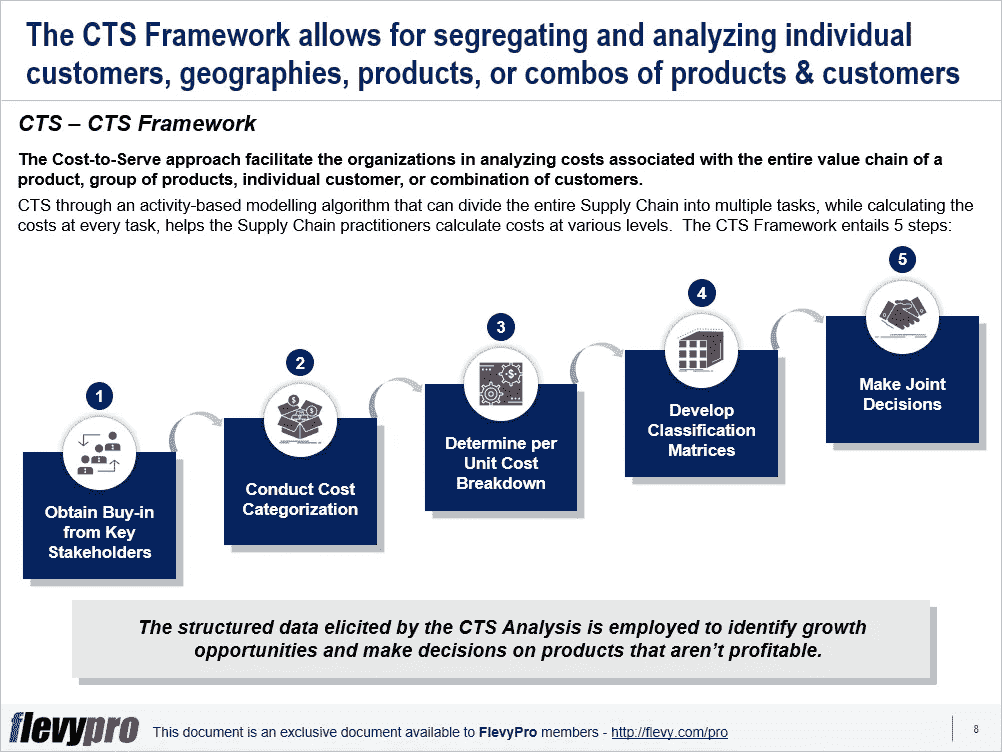 The CTS Framework allows for segregating and analyzing individual
customers, geographies, products, or combos of products & customers
CTS – CTS Framework
The Cost-to-Serve approach facilitate the organizations in analyzing costs associated with the entire value chain of a
product, group of products, individual customer, or combination of customers.
CTS through an activity-based modelling algorithm that can divide the entire Supply Chain into multiple tasks, while calculating the
costs at every task, helps the Supply Chain practitioners calculate costs at various levels.  The CTS Framework entails 5 steps:
1
Obtain Buy-in
from Key
Stakeholders
2
Conduct Cost
Categorization
3
Determine per
Unit Cost
Breakdown
4
Develop
Classification
Matrices
5
Make Joint
Decisions
The structured data elicited by the CTS Analysis is employed to identify growth
opportunities and make decisions on products that aren’t profitable.
flevypro
This document is an exclusive document available to FlevyPro members - http://flevy.com/pro
8